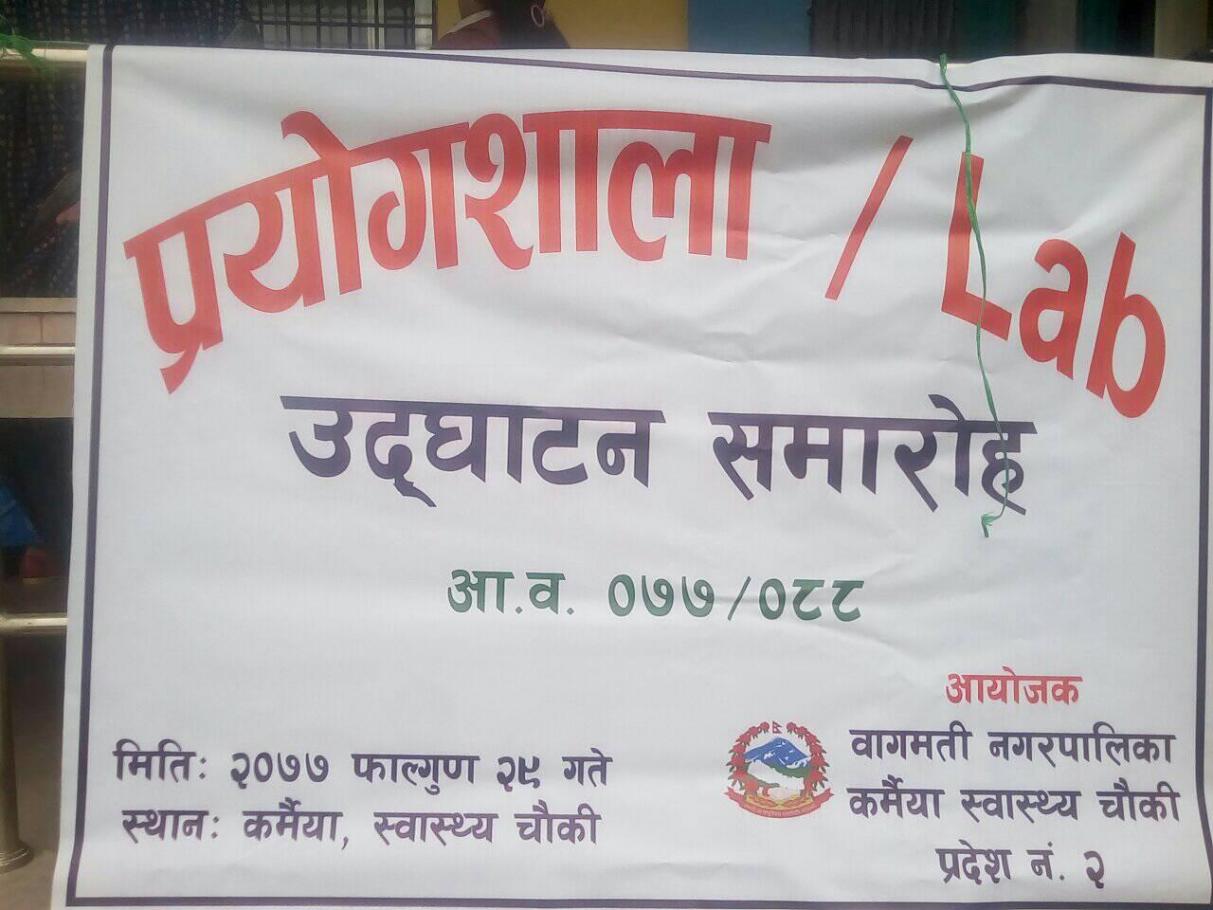 प्रयोगशाला / Lab
उद्‌घाटन समारोह
आ.व. ०७७/०८८
मितिः २०७७ फाल्गुण २९ गते
स्थानः कर्मैया, स्वास्थ्य चौकी
आयोजक
वागमती नगरपालिका
कर्मैया स्वास्थ्य चौकी
प्रदेश नं. २